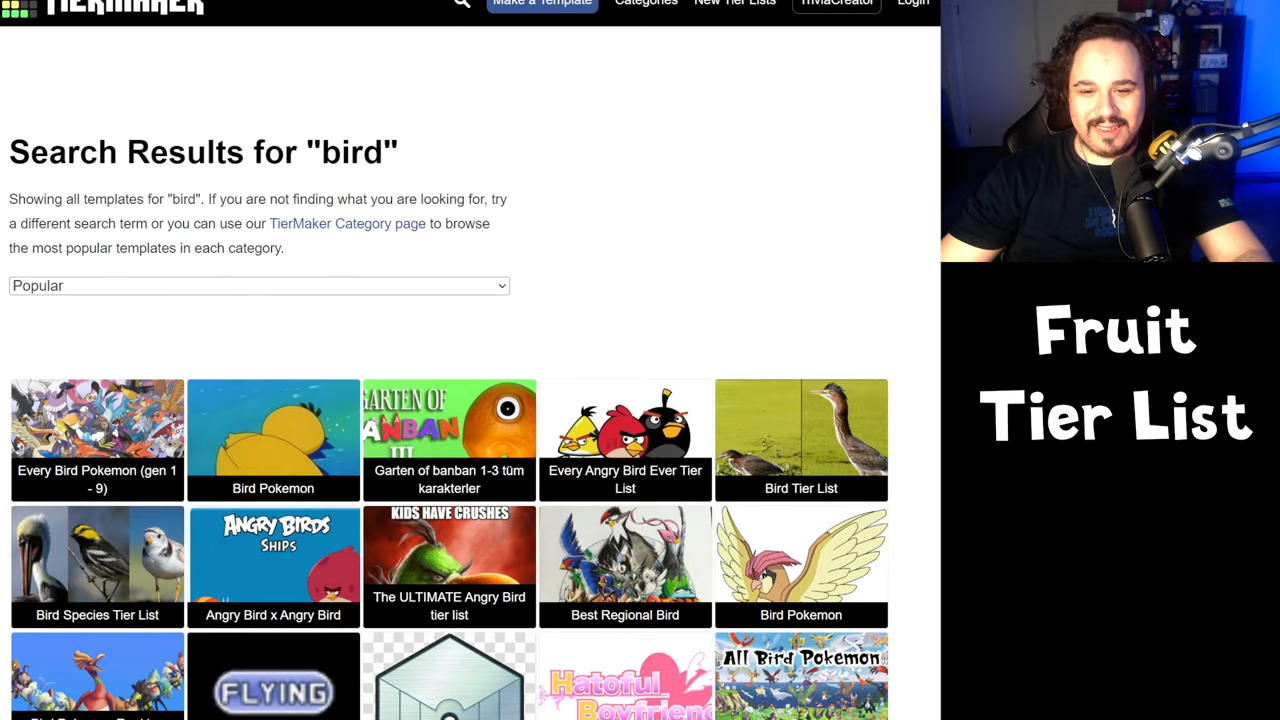 TIERMAKER
Make a Template
Categories
New Tier Lists
TriviaCreator
Login
Search Results for "bird"
Showing all templates for "bird". If you are not finding what you are looking for, try
a different search term or you can use our TierMaker Category page to browse
the most popular templates in each category.
Popular
Every Bird Pokemon (gen 1
- 9)
Bird Pokemon
GARTEN OF
BANBAN
III
Garten of banban 1-3 tüm
karakterler
Every Angry Bird Ever Tier
List
Bird Tier List
Bird Species Tier List
ANGRY BIRDS
SHIPS
Angry Bird x Angry Bird
KIDS HAVE CRUSHES
The ULTIMATE Angry Bird
tier list
Best Regional Bird
Bird Pokemon
FLYING
Hatoful
Boyfriend
All Bird Pokemon
Fruit
Tier List